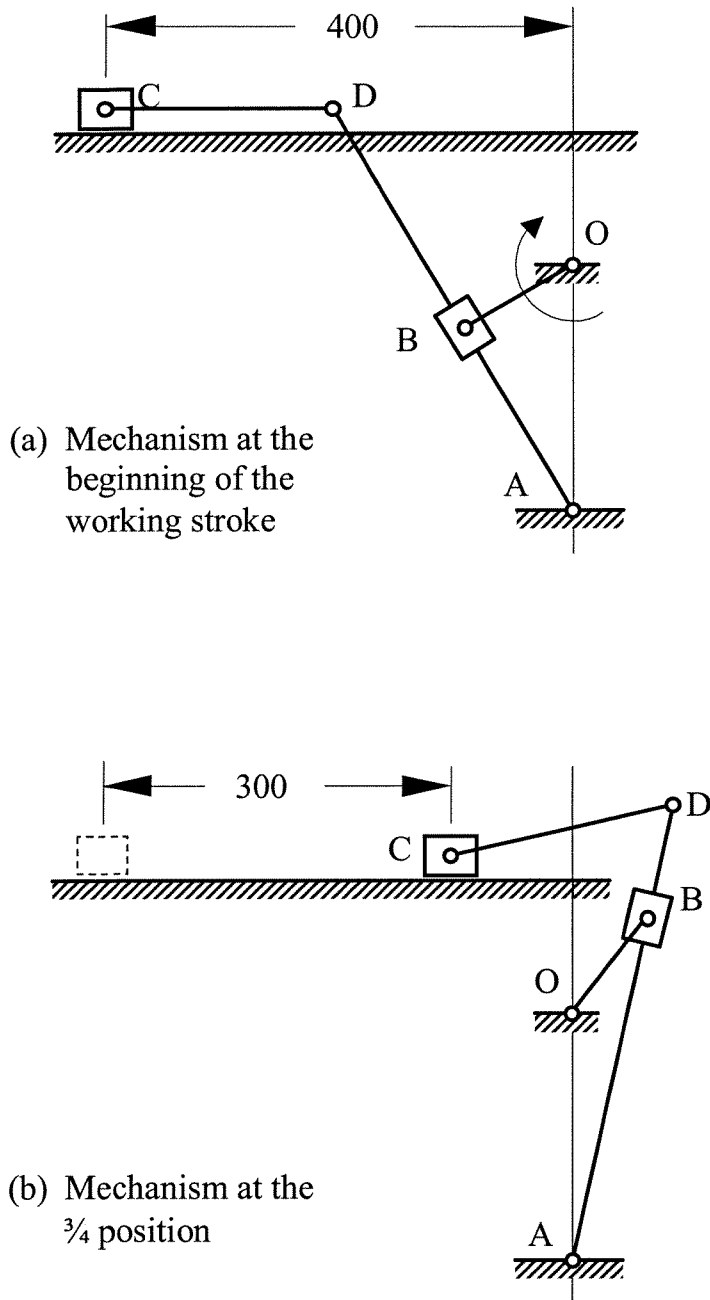 400
C
D
O
B
A
(a) Mechanism at the
beginning of the
working stroke
300
D
C
B
O
(b) Mechanism at the
¾ position
A